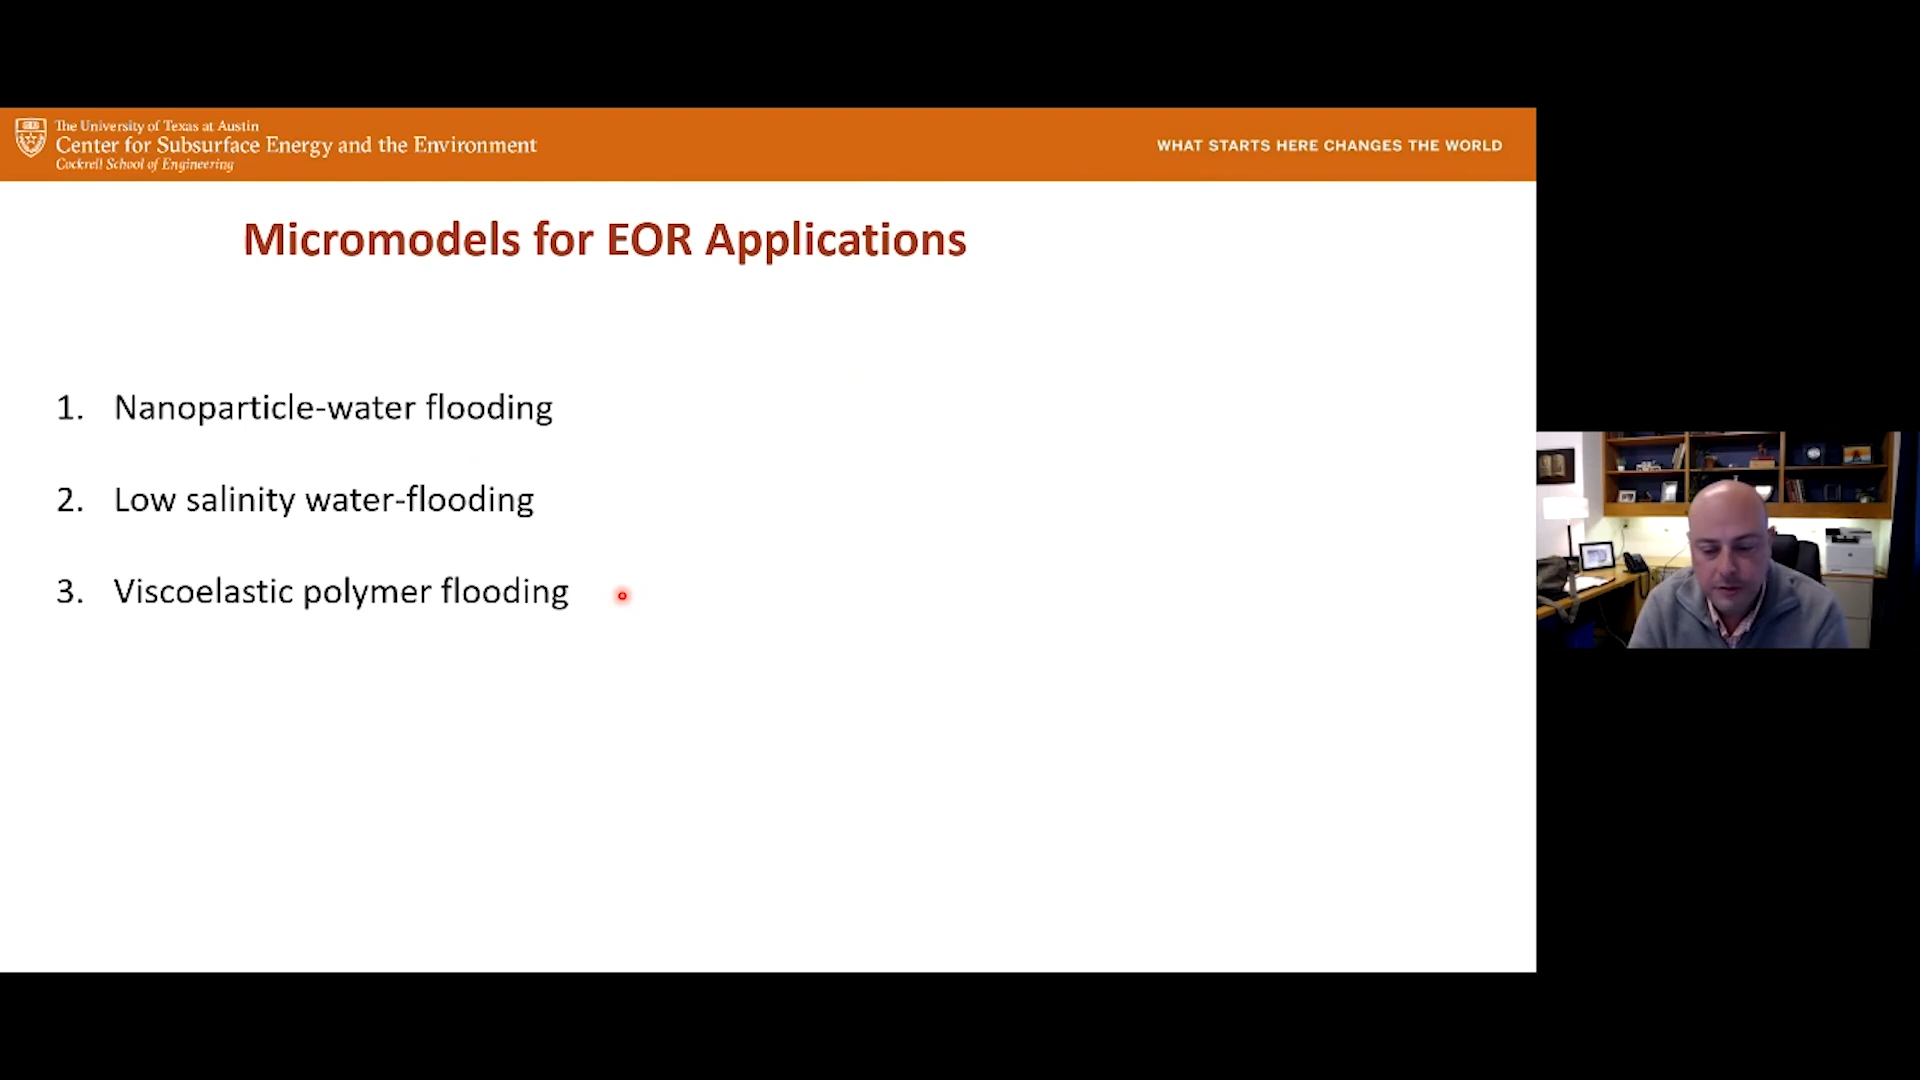 The University of Texas at Austin
Center for Subsurface Energy and the Environment
Cockrell School of Engineering
WHAT STARTS HERE CHANGES THE WORLD
Micromodels for EOR Applications
1. Nanoparticle-water flooding
2. Low salinity water-flooding
3. Viscoelastic polymer flooding